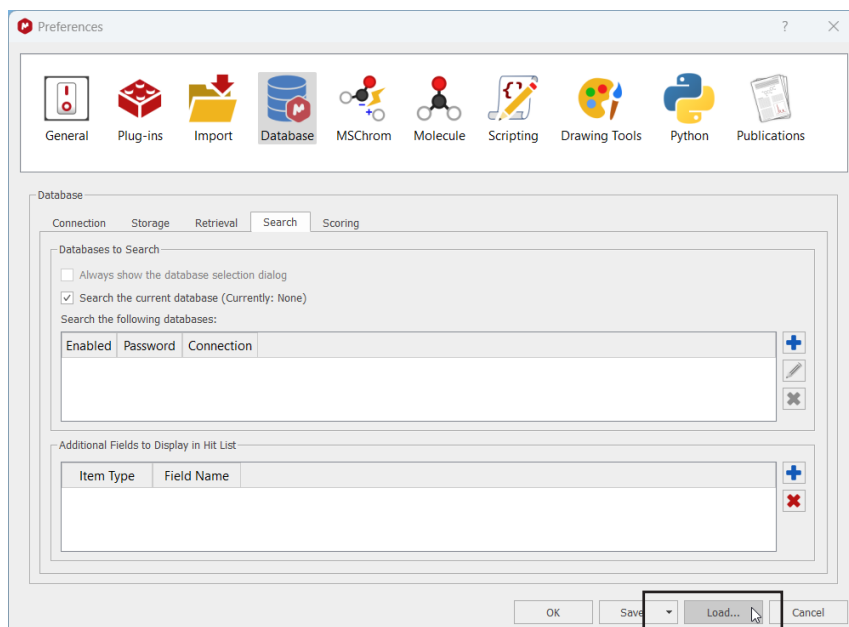 Preferences
?
General Plug-ins Import Database MSChrom Molecule Scripting Drawing Tools Python Publications
Database
Connection Storage Retrieval Search Scoring
Databases to Search
Always show the database selection dialog
Search the current database (Currently: None)
Search the following databases:
Enabled Password Connection
Additional Fields to Display in Hit List
Item Type Field Name
OK Save Load... Cancel